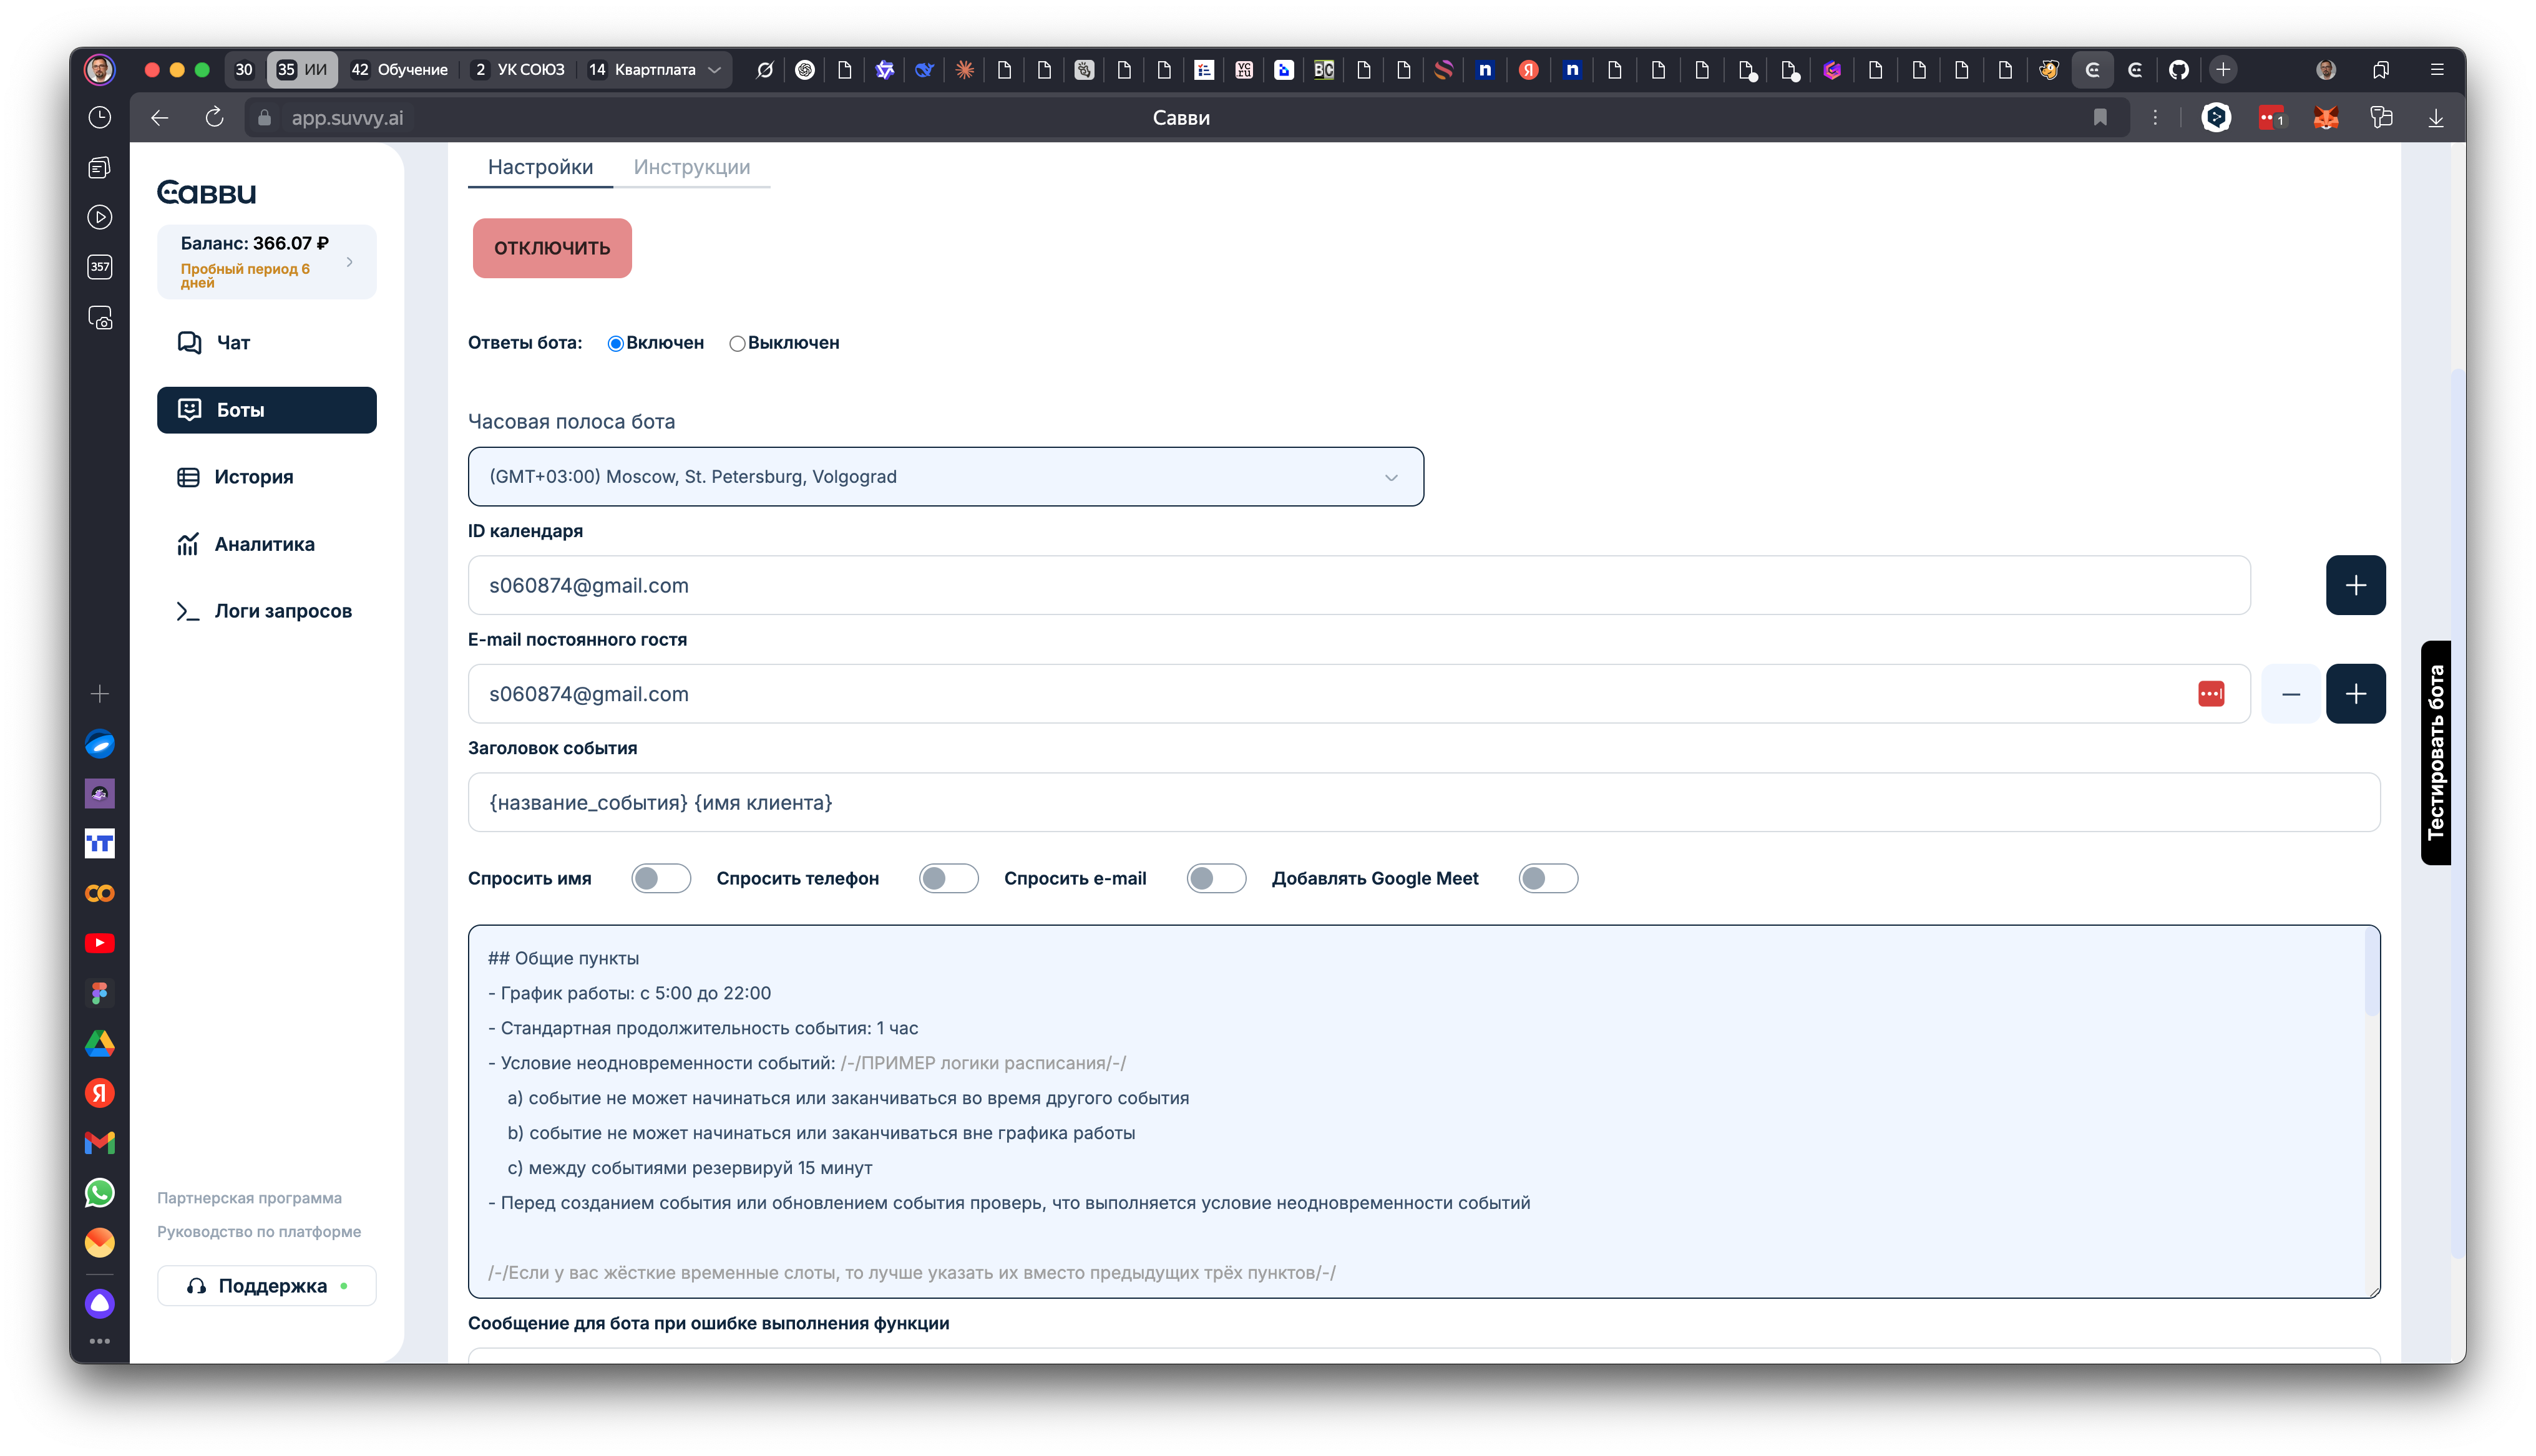 30
35 ИИ
42 Обучение
2 УК СОЮЗ
14 Квартплата
app.suvvy.ai
Савви
1
357
Савви
Баланс: 366.07 ₽
Пробный период 6
дней
Чат
Боты
История
Аналитика
Логи запросов
Партнерская программа
Руководство по платформе
Поддержка
Настройки
Инструкции
ОТКЛЮЧИТЬ
Ответы бота: Включен Выключен
Часовая полоса бота
(GMT+03:00) Moscow, St. Petersburg, Volgograd
ID календаря
s060874@gmail.com
E-mail постоянного гостя
s060874@gmail.com
Заголовок события
{название_события} {имя клиента}
Спросить имя Спросить телефон Спросить e-mail Добавлять Google Meet
## Общие пункты
- График работы: с 5:00 до 22:00
- Стандартная продолжительность события: 1 час
- Условие неодновременности событий: /-/ПРИМЕР логики расписания/-/
a) событие не может начинаться или заканчиваться во время другого события
b) событие не может начинаться или заканчиваться вне графика работы
c) между событиями резервируй 15 минут
- Перед созданием события или обновлением события проверь, что выполняется условие неодновременности событий
/-/Если у вас жёсткие временные слоты, то лучше указать их вместо предыдущих трёх пунктов/-/
Сообщение для бота при ошибке выполнения функции
Тестировать бота